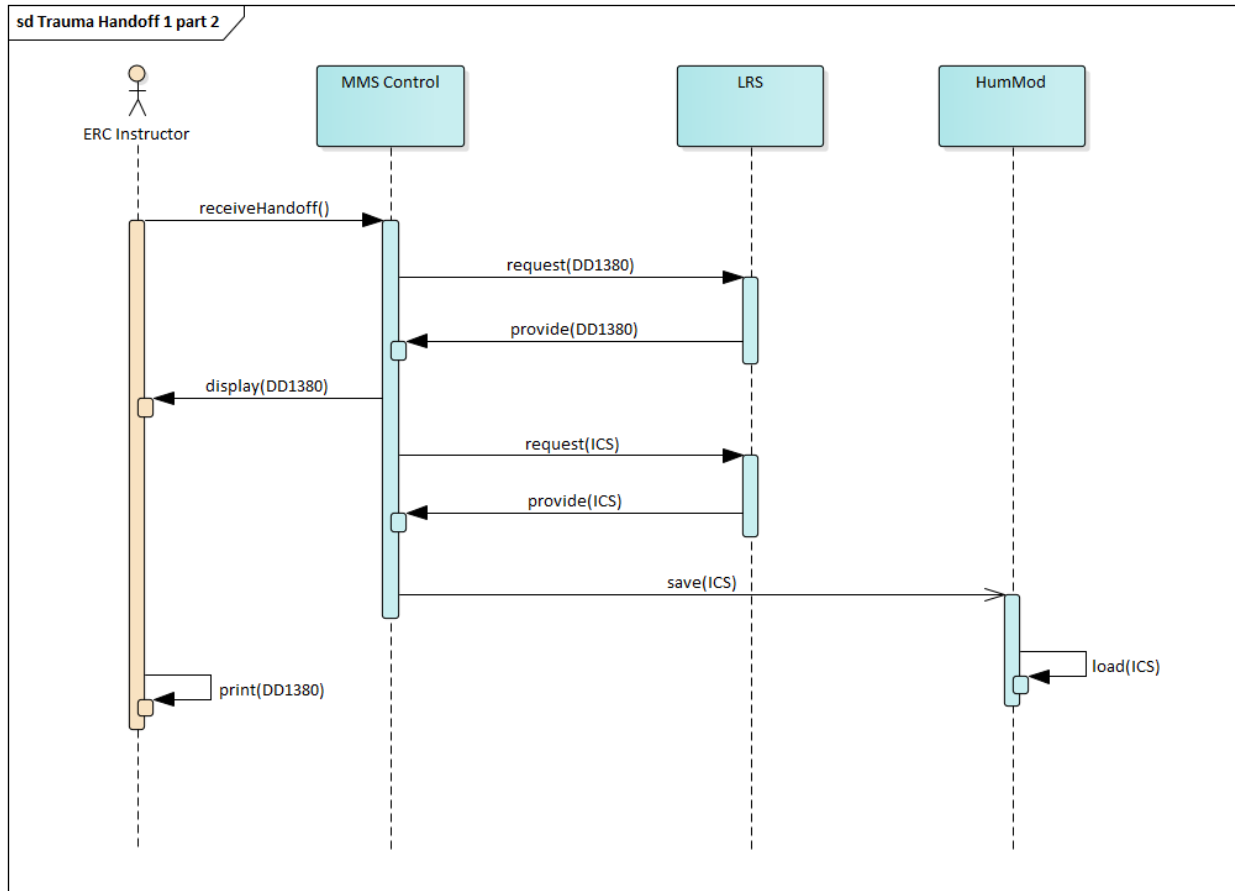 sd Trauma Handoff 1 part 2
MMS Control
LRS
HumMod
ERC Instructor
receiveHandoff()
request(DD1380)
provide(DD1380)
display(DD1380)
request(ICS)
provide(ICS)
save(ICS)
load(ICS)
print(DD1380)